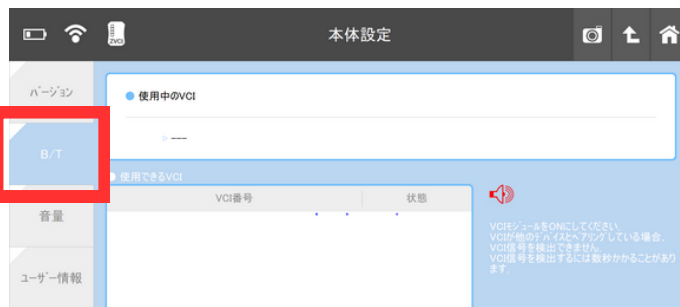 ZVCI
本体設定
バージョン
B/T
音量
ユーザー情報
使用中のVCI
---
使用できるVCI
VCI番号 状態
VCIモジュールをONにしてください。
VCIが他のデバイスとペアリングしている場合、
VCI信号を検出できません。
VCI信号を検出するには数秒かかることがあり
ます。